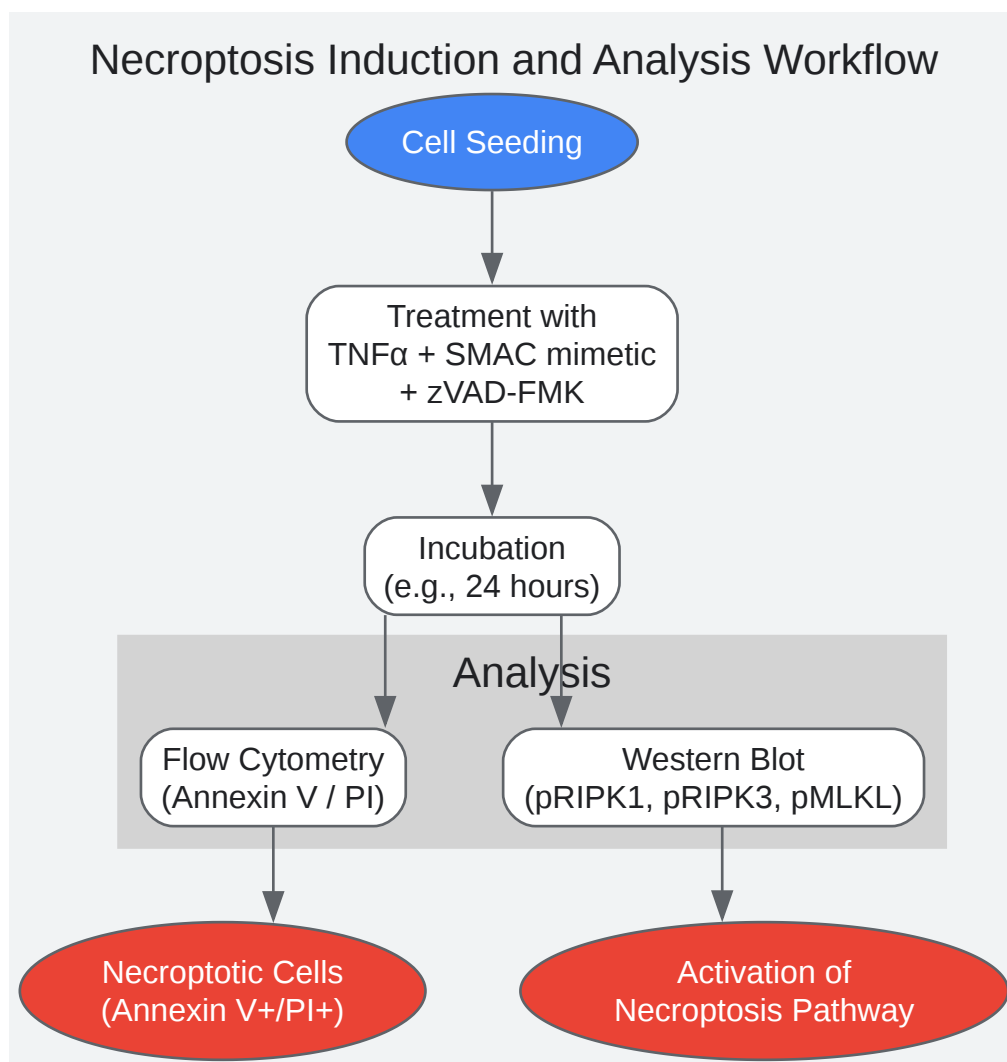 Necroptosis Induction and Analysis Workflow
Cell Seeding
Treatment with
TNFα + SMAC mimetic
+ zVAD-FMK
Incubation
(e.g., 24 hours)
Analysis
Flow Cytometry
(Annexin V / PI)
Western Blot
(pRIPK1, pRIPK3, pMLKL)
Necroptotic Cells
(Annexin V+/PI+)
Activation of
Necroptosis Pathway